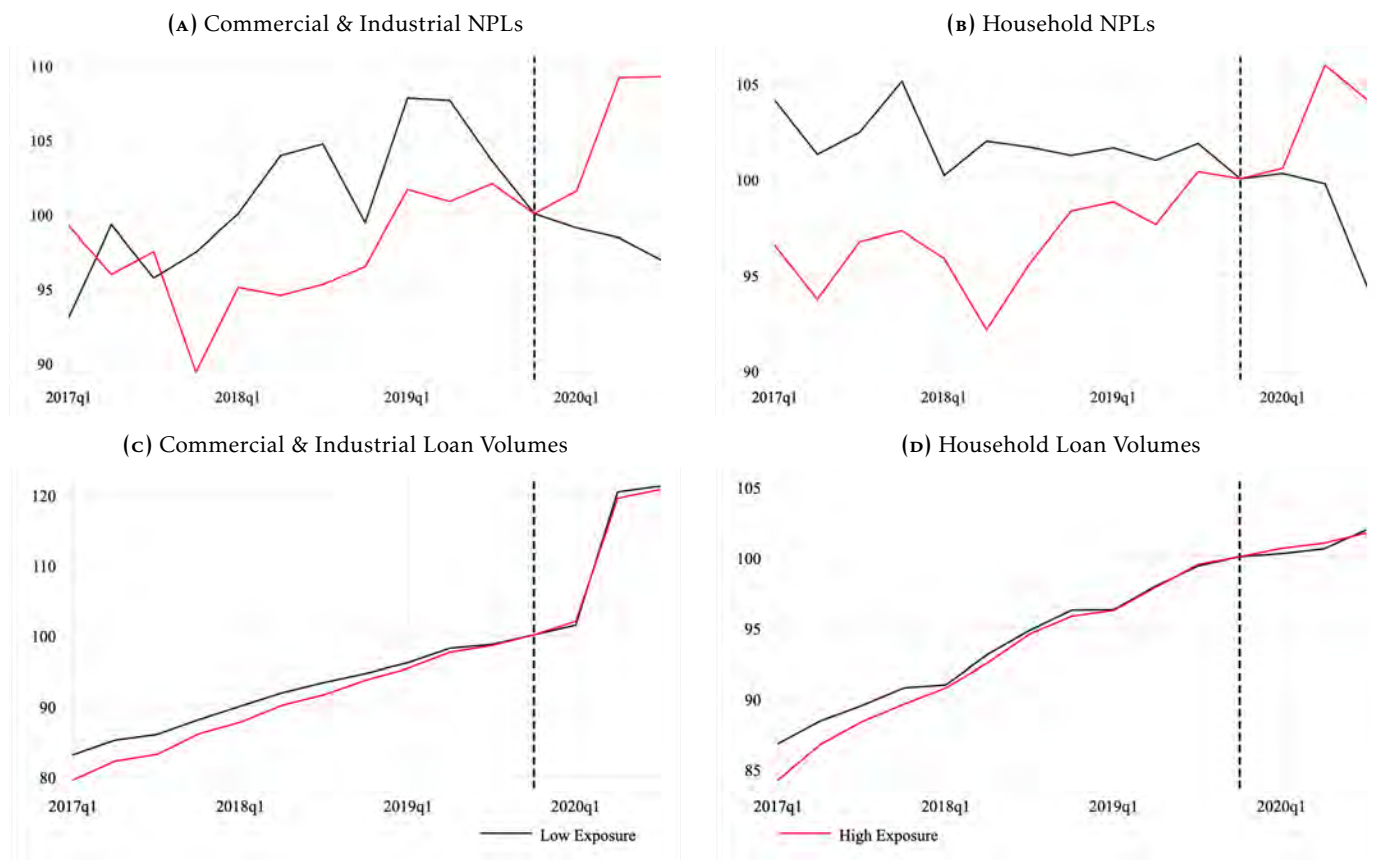 (A) Commercial & Industrial NPLs
110
105
100
95
90
2017q1 2018q1 2019q1 2020q1
(B) Household NPLs
105
100
95
90
2017q1 2018q1 2019q1 2020q1
(C) Commercial & Industrial Loan Volumes
120
110
100
90
80
2017q1 2018q1 2019q1 2020q1
(D) Household Loan Volumes
105
100
95
90
85
2017q1 2018q1 2019q1 2020q1
Low Exposure High Exposure